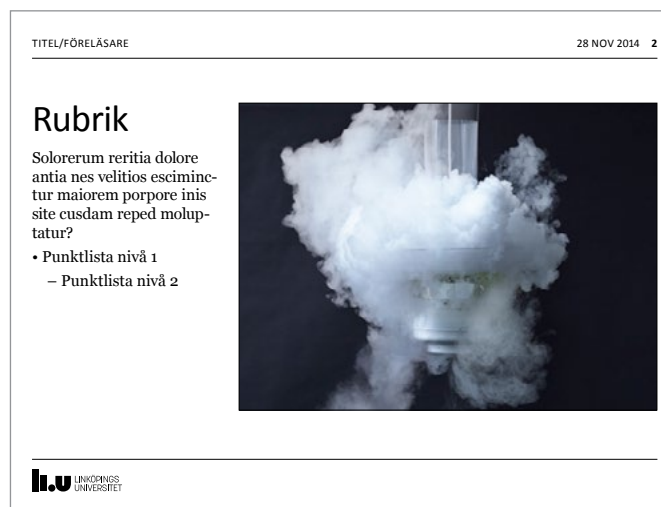 TITEL/FÖRELÄSARE
28 NOV 2014 2
Rubrik
Solorerum reritia dolore
antia nes velitios esciminc-
tur maiorem porpore inis
site cusdam reped molup-
tatur?
• Punktlista nivå 1
– Punktlista nivå 2
LiU LINKÖPINGS
UNIVERSITET